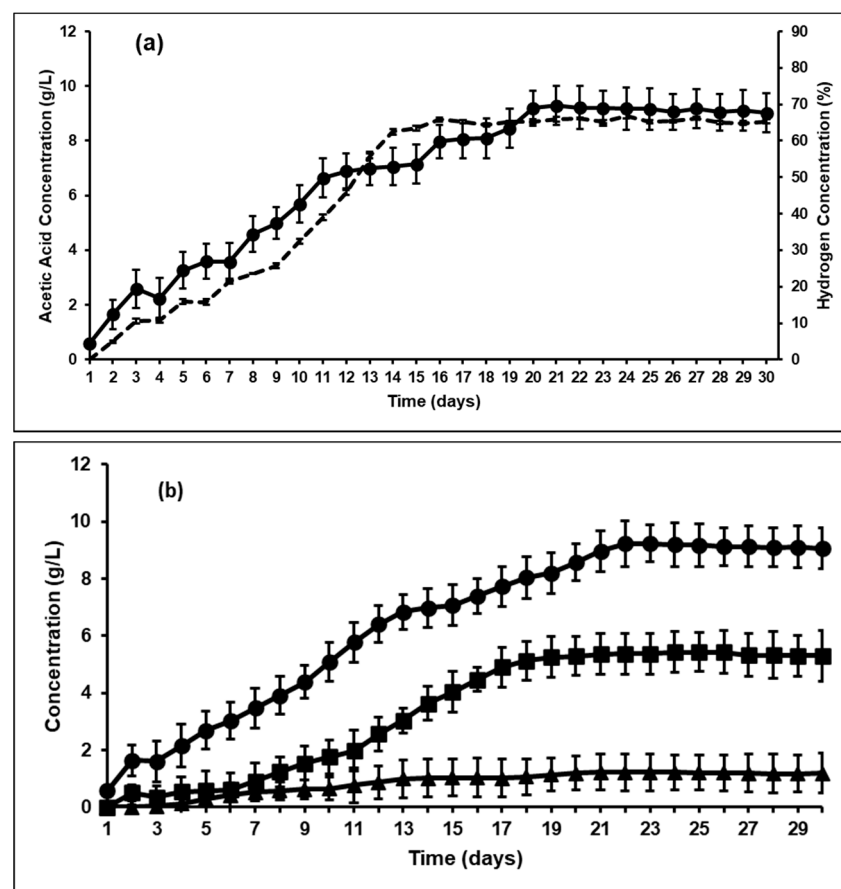 (a)
Acetic Acid Concentration (g/L)
12
10
8
6
4
2
0
Hydrogen Concentration (%)
90
80
70
60
50
40
30
20
10
0
1 2 3 4 5 6 7 8 9 10 11 12 13 14 15 16 17 18 19 20 21 22 23 24 25 26 27 28 29 30
Time (days)
(b)
Concentration (g/L)
12
10
8
6
4
2
0
1 3 5 7 9 11 13 15 17 19 21 23 25 27 29
Time (days)